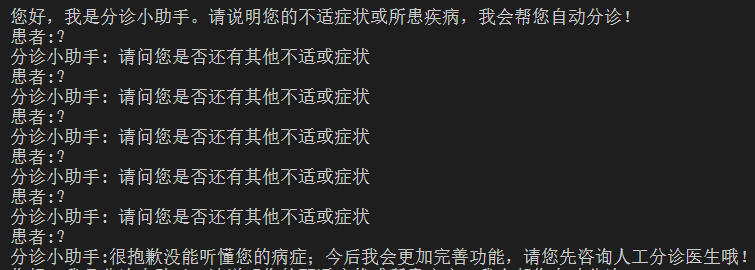 您好，我是分诊小助手。请说明您的不适症状或所患疾病，我会帮您自动分诊！
患者:?
分诊小助手: 请问您是否还有其他不适或症状
患者:?
分诊小助手: 请问您是否还有其他不适或症状
患者:?
分诊小助手: 请问您是否还有其他不适或症状
患者:?
分诊小助手: 请问您是否还有其他不适或症状
患者:?
分诊小助手: 请问您是否还有其他不适或症状
患者:?
分诊小助手:很抱歉没能听懂您的病症；今后我会更加完善功能，请您先咨询人工分诊医生哦！